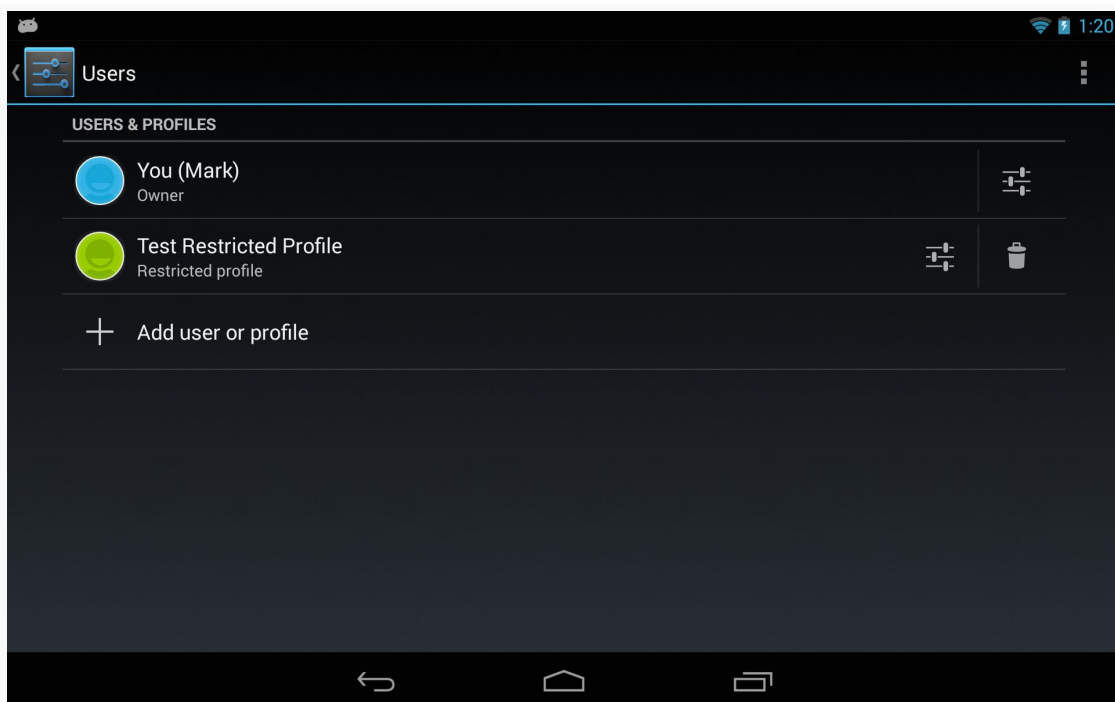 1:20
Users
USERS & PROFILES
You (Mark)
Owner
Test Restricted Profile
Restricted profile
Add user or profile